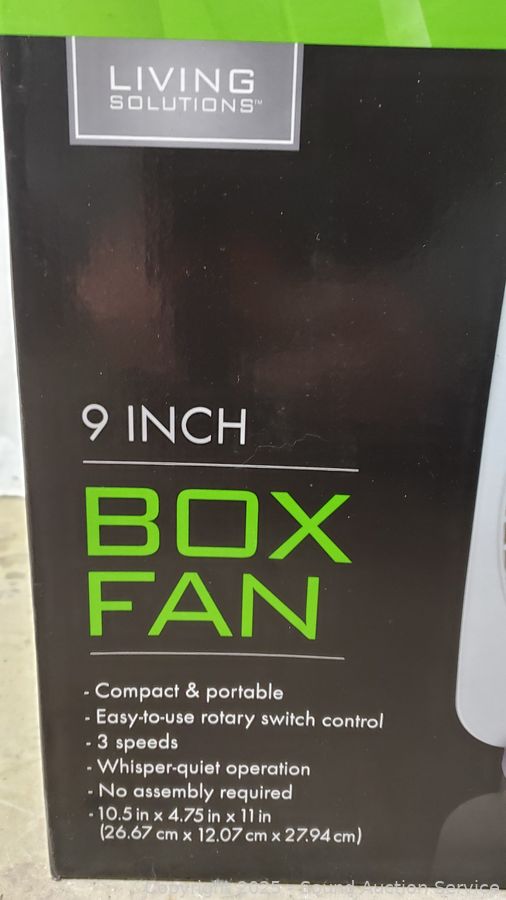 LIVING
SOLUTIONS™
9 INCH
BOX
FAN
- Compact & portable
- Easy-to-use rotary switch control
- 3 speeds
- Whisper-quiet operation
- No assembly required
- 10.5 in x 4.75 in x 11 in
(26.67 cm x 12.07 cm x 27.94 cm)
Copyright 2025 - Sound Auction Service